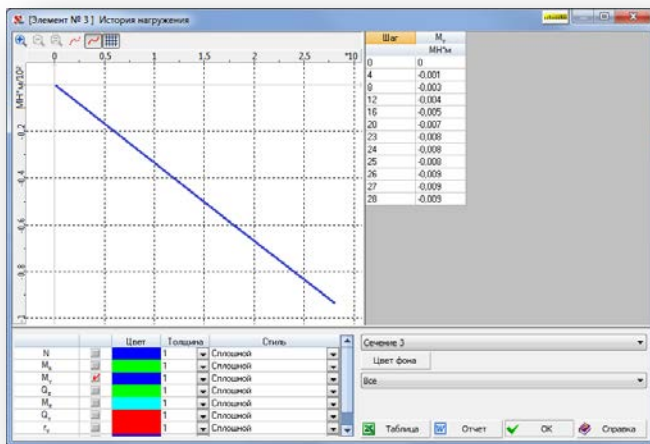 [Элемент № 3 ] История нагружения
0 0.5 1 1.5 2 2.5 *10
МН*м/10²
-0,2
-0,4
-0,6
-0,8
-1
Шаг M
МН*м
0 0
4 -0.001
-0.003
12 -0,004
16 -0.005
20 -0.007
23 -0,008
24 -0.008
25 -0.008
26 -0.009
27 -0.009
28 -0.009
Цвет Толщина Стиль
N 1 Сплошной
M 1 Сплошной
M 1 Сплошной
Q 1 Сплошной
M 1 Сплошной
Q 1 Сплошной
r 1 Сплошной
Сечение 3
Цвет фона
Все
Таблица Отчет OK Справка